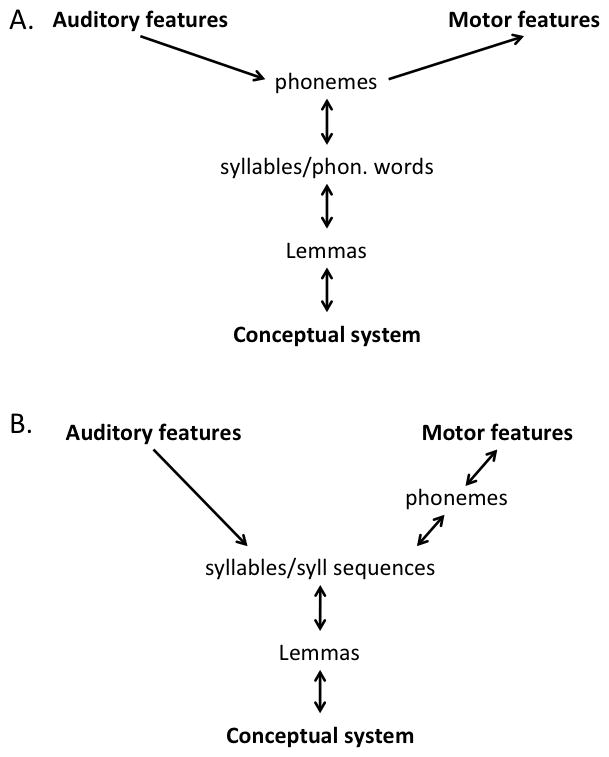 A.
Auditory features
Motor features
phonemes
syllables/phon. words
Lemmas
Conceptual system
B.
Auditory features
Motor features
phonemes
syllables/syll sequences
Lemmas
Conceptual system